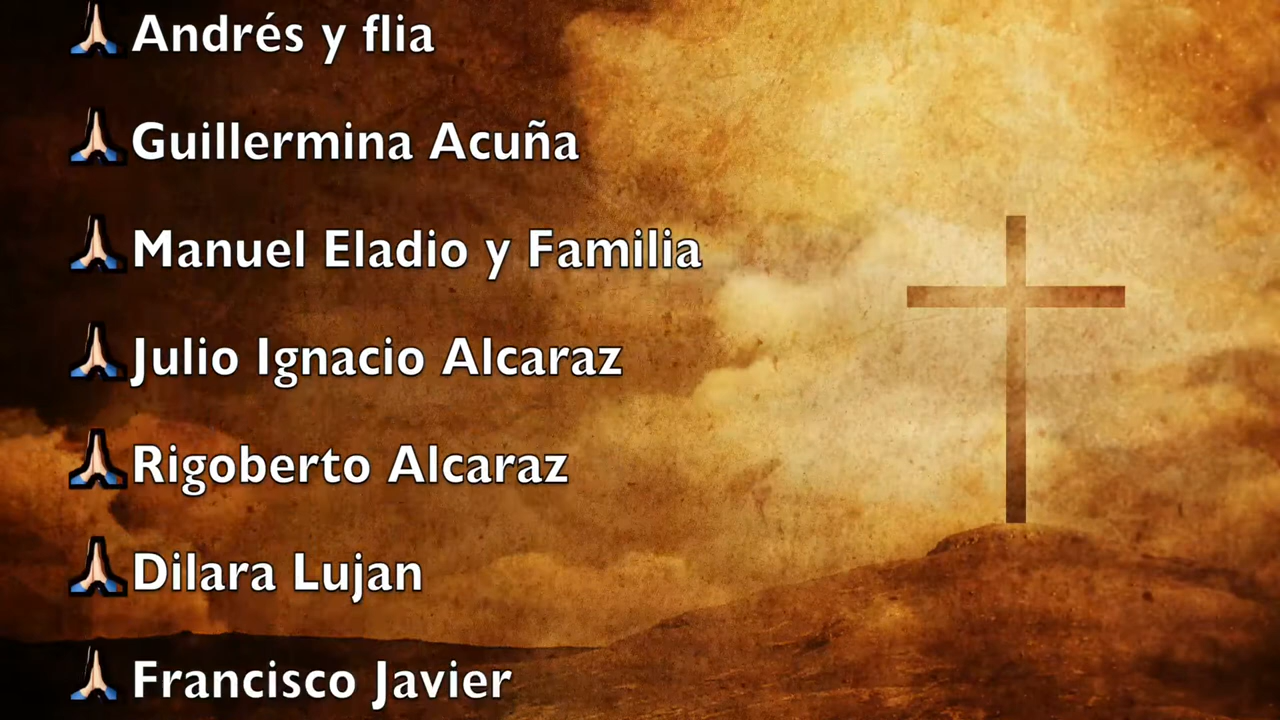 🙏🏻Andrés y flia
🙏🏻Guillermina Acuña
🙏🏻Manuel Eladio y Familia
🙏🏻Julio Ignacio Alcaraz
🙏🏻Rigoberto Alcaraz
🙏🏻Dilara Lujan
🙏🏻Francisco Javier